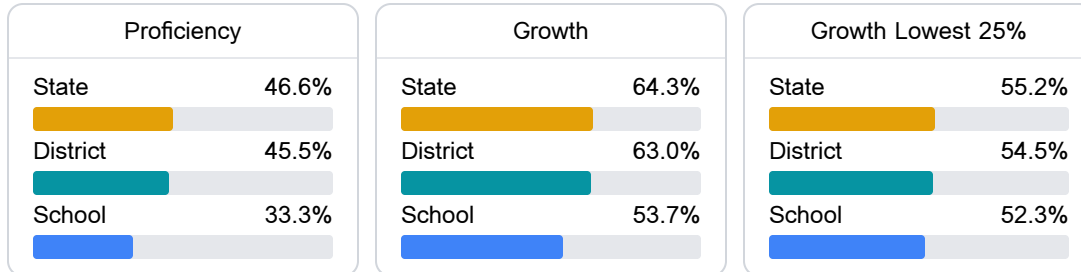 Proficiency
State 46.6%
District 45.5%
School 33.3%
Growth
State 64.3%
District 63.0%
School 53.7%
Growth Lowest 25%
State 55.2%
District 54.5%
School 52.3%